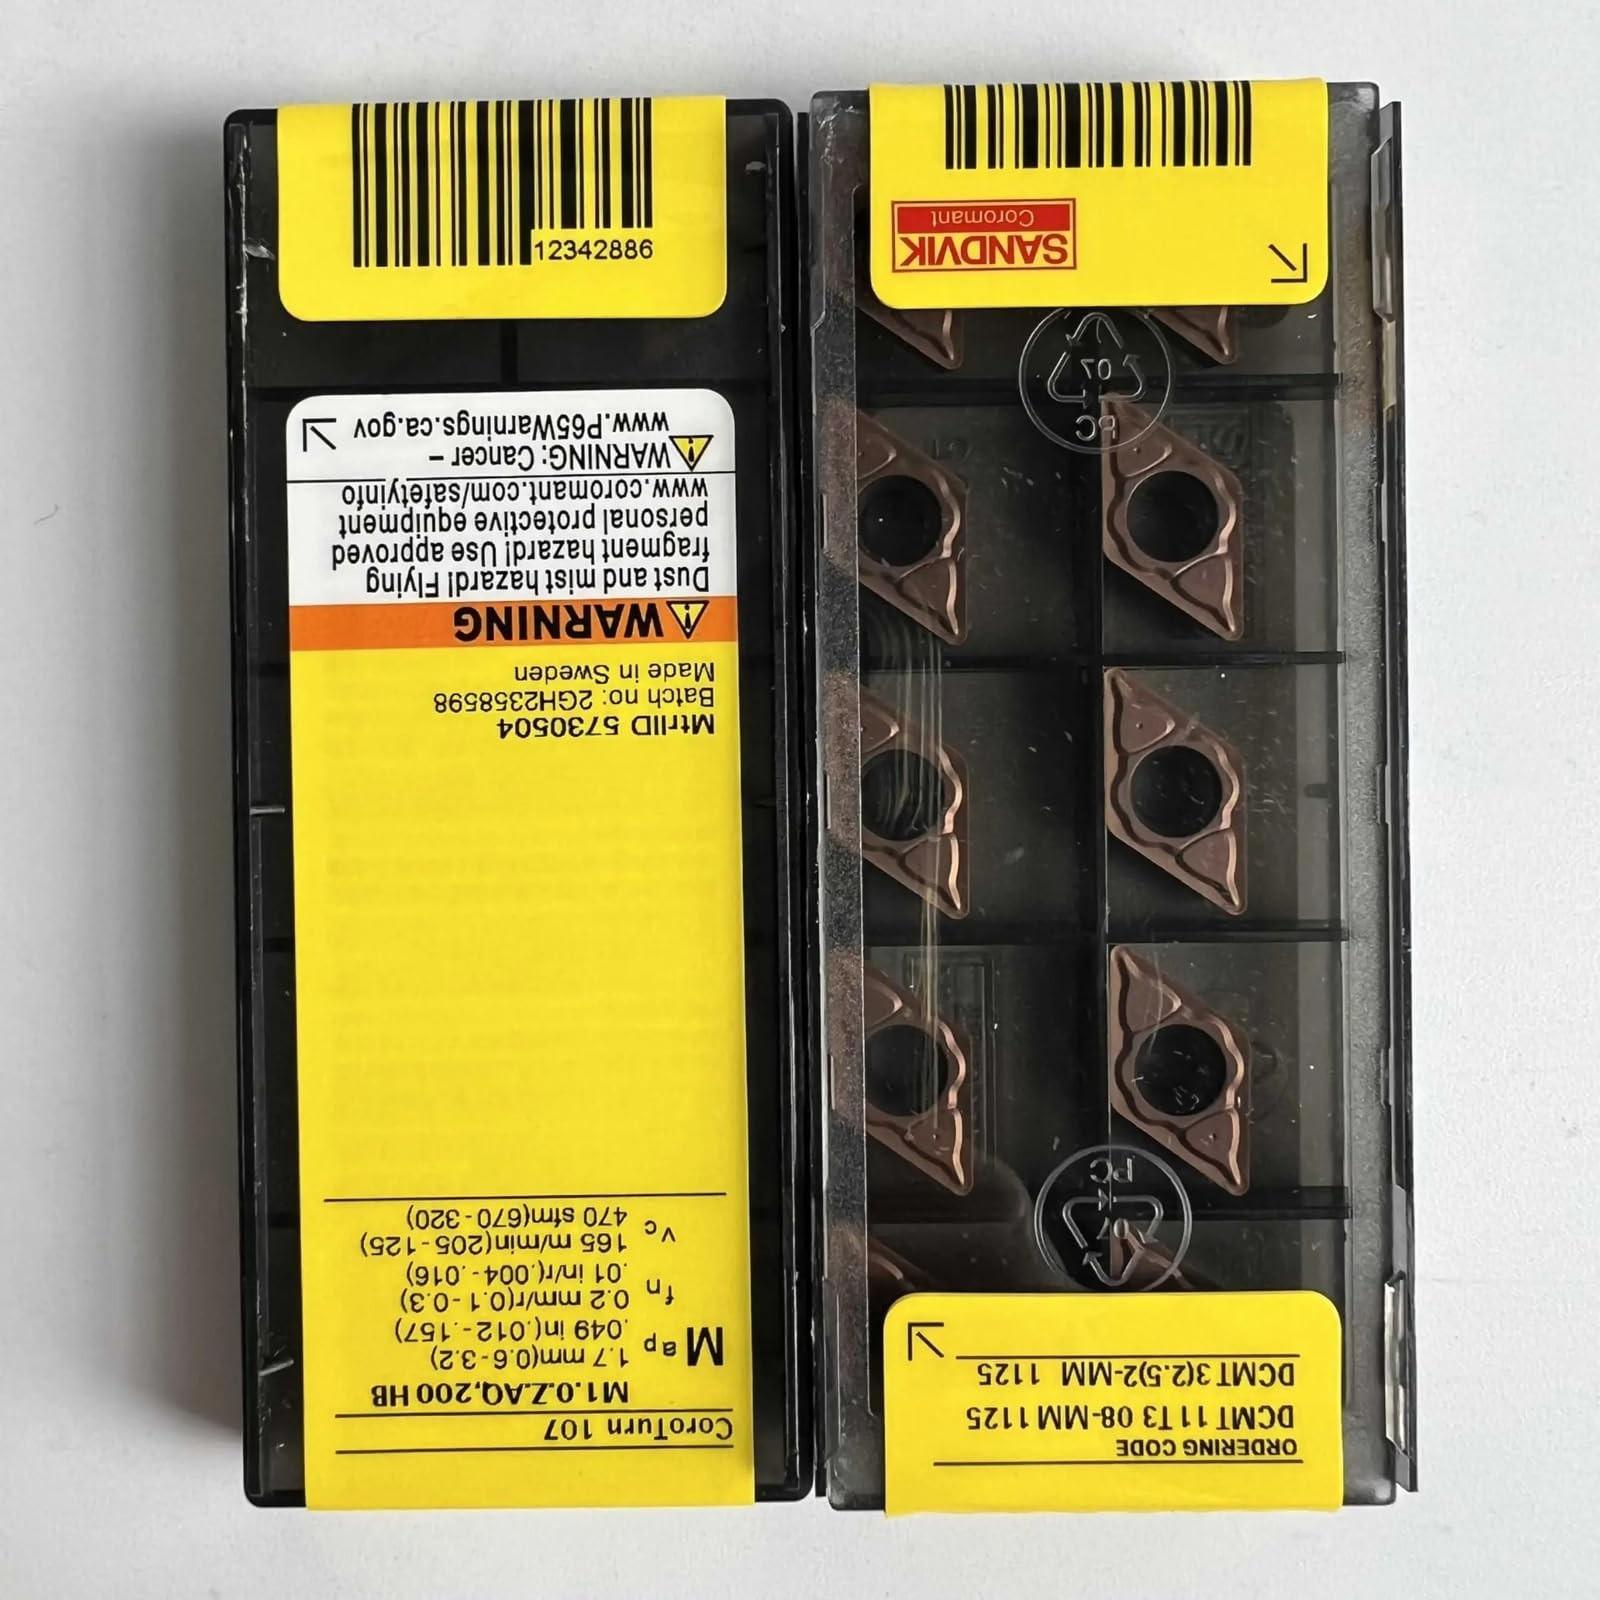 CoroTurn 107
M1.0.Z.AQ,200 HB
M ap 1.7 mm(0.6-3.2)
.049 in(.012-.157)
fn 0.2 mm/r(0.1-0.3)
.01 in/r(.004-.016)
vc 165 m/min(205-125)
470 sfm(670-320)
MtrlID 5730504
Batch no: 2GH2358598
Made in Sweden
WARNING
Dust and mist hazard! Flying
fragment hazard! Use approved
personal protective equipment
www.coromant.com/safetyinfo
WARNING: Cancer –
www.P65Warnings.ca.gov
12342886
ORDERING CODE
DCMT 11T3 08-MM 1125
DCMT 3(2.5)2-MM 1125
PC
07
PC
SANDVIK
Coromant